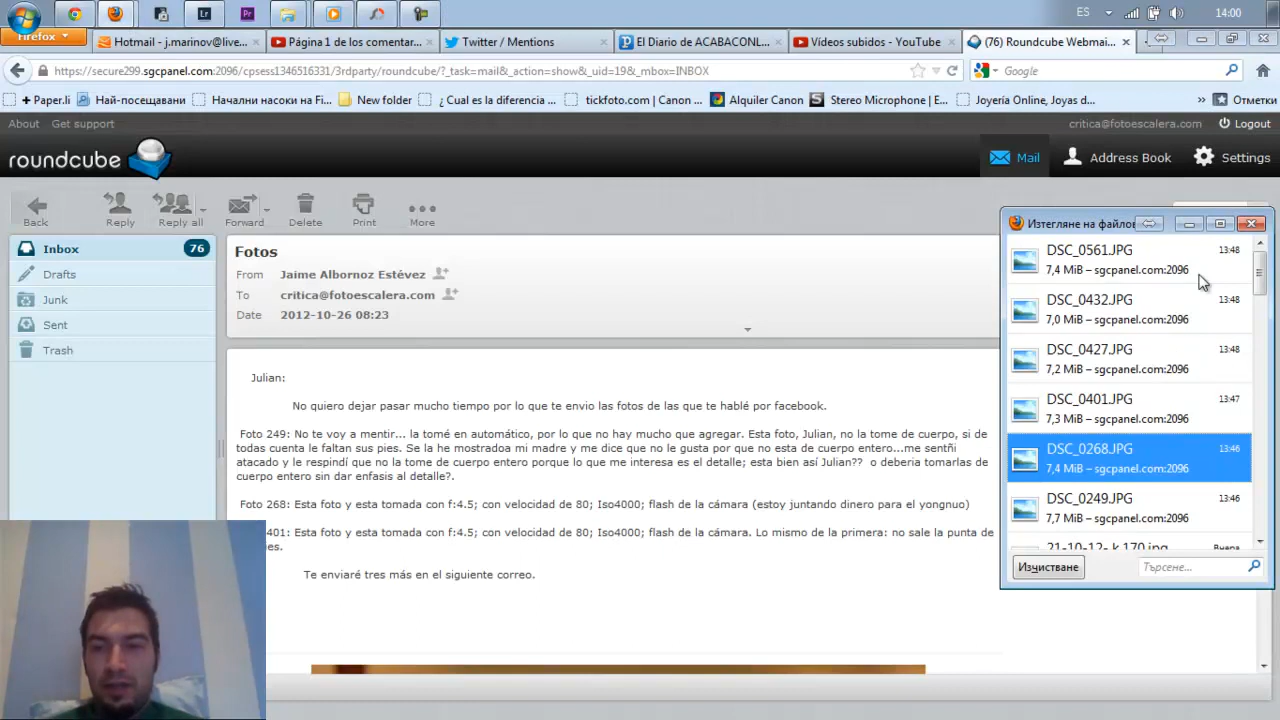 Lr
Pr
ES
14:00
Firefox
Hotmail - j.marinov@live...
Página 1 de los comentar...
Twitter / Mentions
El Diario de ACABACONL...
Vídeos subidos - YouTube
(76) Roundcube Webmai...
https://secure299.sgcpanel.com:2096/cpsess1346516331/3rdparty/roundcube/?_task=mail&_action=show&_uid=19&_mbox=INBOX
Google
+ Paper.li
Най-посещавани
Начални насоки на Fi...
New folder
¿ Cual es la diferencia ...
tickfoto.com | Canon ...
Alquiler Canon
Stereo Microphone | E...
Joyería Online, Joyas d...
»
Отметки
About
Get support
critica@fotoescalera.com
Logout
roundcube
Mail
Address Book
Settings
Back
Reply
Reply all
Forward
Delete
Print
More
Inbox
76
Drafts
Junk
Sent
Trash
Fotos
From Jaime Albornoz Estévez
To critica@fotoescalera.com
Date 2012-10-26 08:23
Julian:
No quiero dejar pasar mucho tiempo por lo que te envio las fotos de las que te hablé por facebook.
Foto 249: No te voy a mentir... la tomé en automático, por lo que no hay mucho que agregar. Esta foto, Julian, no la tome de cuerpo, si de
todas cuenta le faltan sus pies. Se la he mostradoa mi madre y me dice que no le gusta por que no esta de cuerpo entero...me sentñi
atacado y le respindí que no la tome de cuerpo entero porque lo que me interesa es el detalle; esta bien así Julian?? o deberia tomarlas de
cuerpo entero sin dar enfasis al detalle?.
Foto 268: Esta foto y esta tomada con f:4.5; con velocidad de 80; Iso4000; flash de la cámara (estoy juntando dinero para el yongnuo)
401: Esta foto y esta tomada con f:4.5; con velocidad de 80; Iso4000; flash de la cámara. Lo mismo de la primera: no sale la punta de
es.
Te enviaré tres más en el siguiente correo.
Изтегляне на файлов
DSC_0561.JPG
13:48
7,4 MiB – sgcpanel.com:2096
DSC_0432.JPG
13:48
7,0 MiB – sgcpanel.com:2096
DSC_0427.JPG
13:48
7,2 MiB – sgcpanel.com:2096
DSC_0401.JPG
13:47
7,3 MiB – sgcpanel.com:2096
DSC_0268.JPG
13:46
7,4 MiB – sgcpanel.com:2096
DSC_0249.JPG
13:46
7,7 MiB – sgcpanel.com:2096
21-10-12- k 170.jpg
Вчера
Изчистване
Търсене...